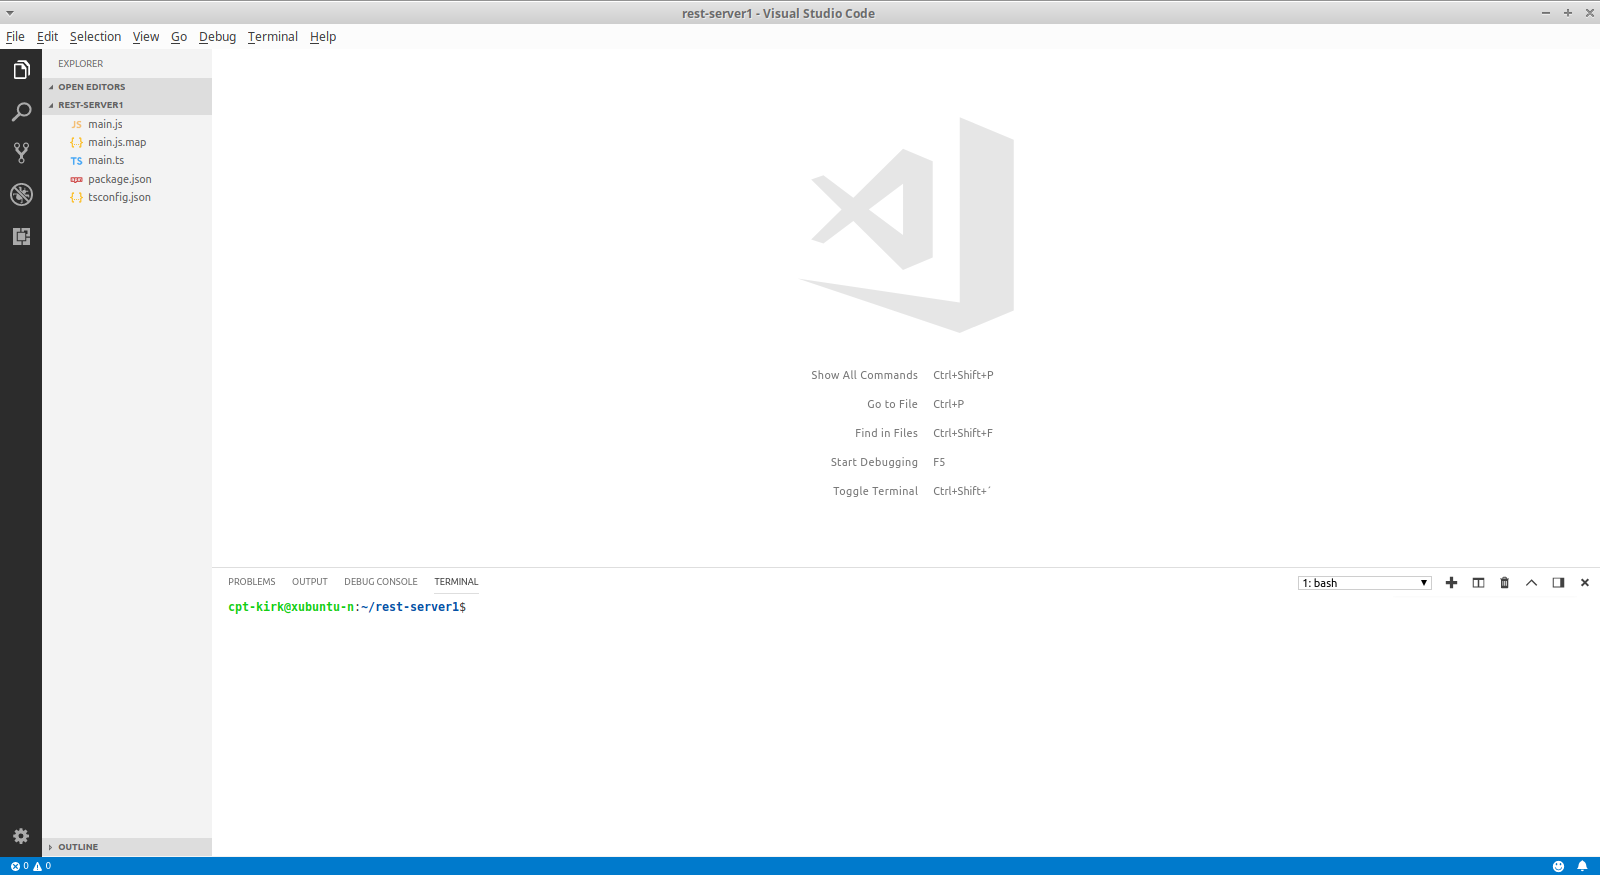 rest-server1 - Visual Studio Code
File Edit Selection View Go Debug Terminal Help
EXPLORER
OPEN EDITORS
REST-SERVER1
JS main.js
{..} main.js.map
TS main.ts
package.json
{..} tsconfig.json
Show All Commands Ctrl+Shift+P
Go to File Ctrl+P
Find in Files Ctrl+Shift+F
Start Debugging F5
Toggle Terminal Ctrl+Shift+´
PROBLEMS OUTPUT DEBUG CONSOLE TERMINAL 1: bash
cpt-kirk@xubuntu-n:~/rest-server1$
OUTLINE
0 0